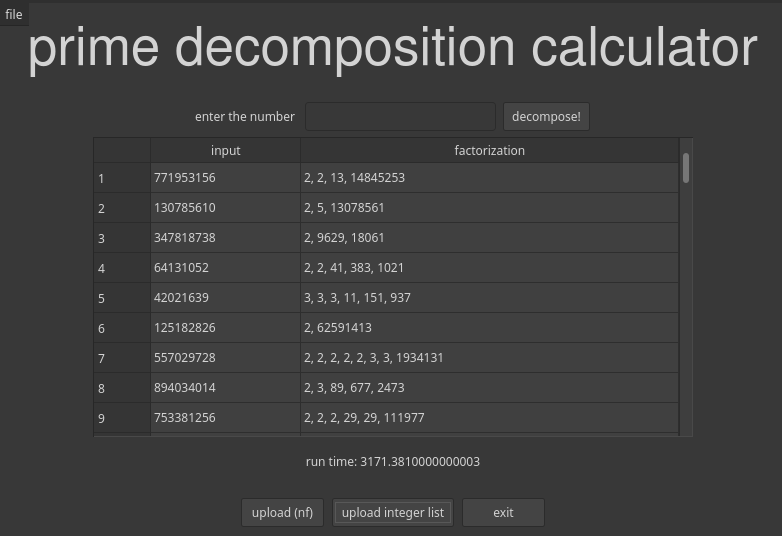 file
prime decomposition calculator
enter the number decompose!
input factorization
1 771953156 2, 2, 13, 14845253
2 130785610 2, 5, 13078561
3 347818738 2, 9629, 18061
4 64131052 2, 2, 41, 383, 1021
5 42021639 3, 3, 3, 11, 151, 937
6 125182826 2, 62591413
7 557029728 2, 2, 2, 2, 2, 3, 3, 1934131
8 894034014 2, 3, 89, 677, 2473
9 753381256 2, 2, 2, 29, 29, 111977
run time: 3171.3810000000003
upload (nf) upload integer list exit